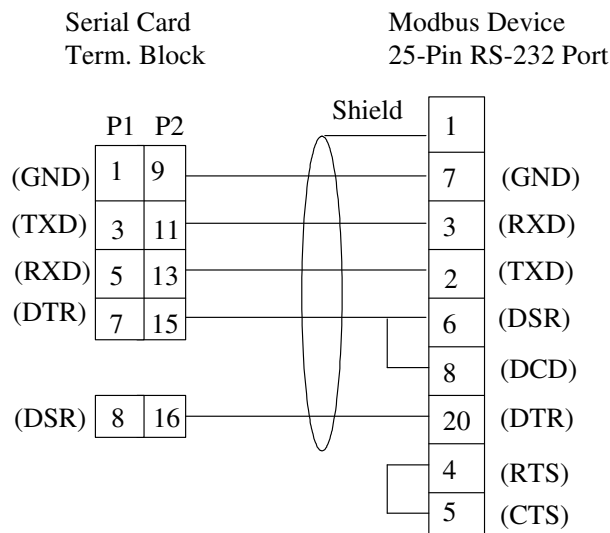 Serial Card Term. Block
Modbus Device 25-Pin RS-232 Port
Shield
P1 P2
1
(GND) 1 9 7 (GND)
(TXD) 3 11 3 (RXD)
(RXD) 5 13 2 (TXD)
(DTR) 7 15 6 (DSR)
8 (DCD)
(DSR) 8 16 20 (DTR)
4 (RTS)
5 (CTS)